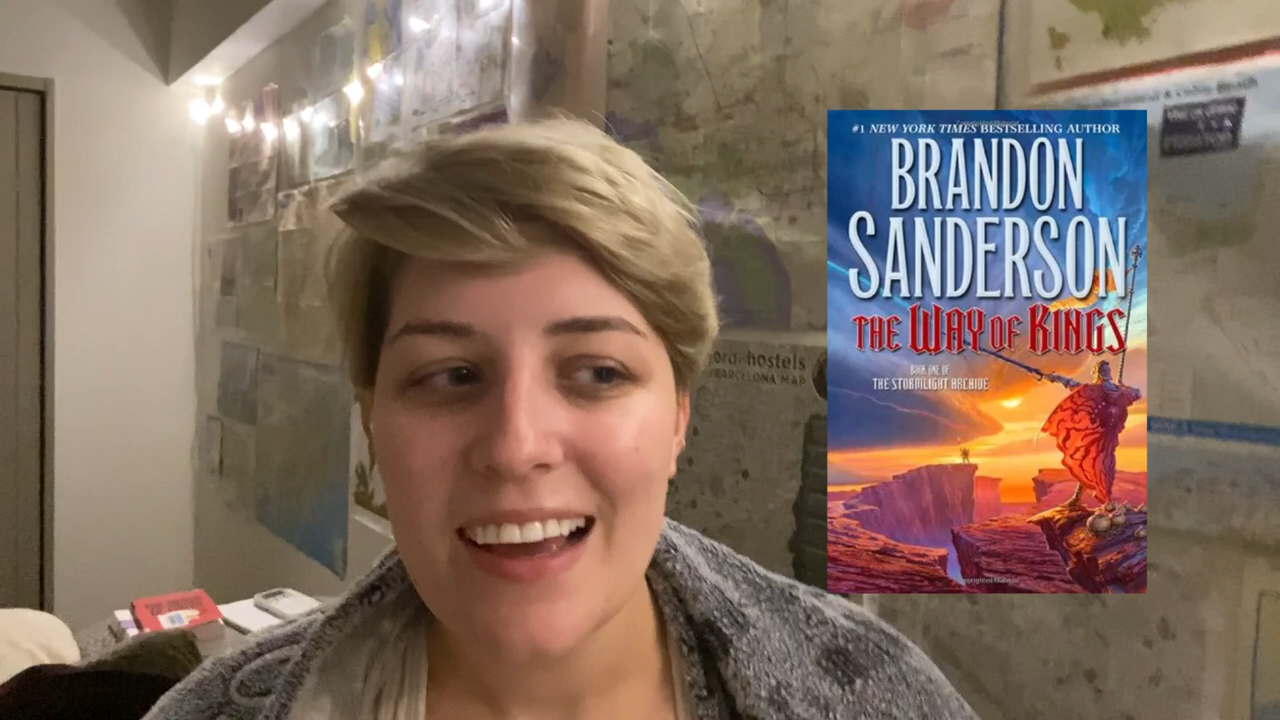 #1 NEW YORK TIMES BESTSELLING AUTHOR
BRANDON
SANDERSON
THE WAY OF KINGS
BOOK ONE OF
THE STORMLIGHT ARCHIVE
hostels
BARCELONA MAP